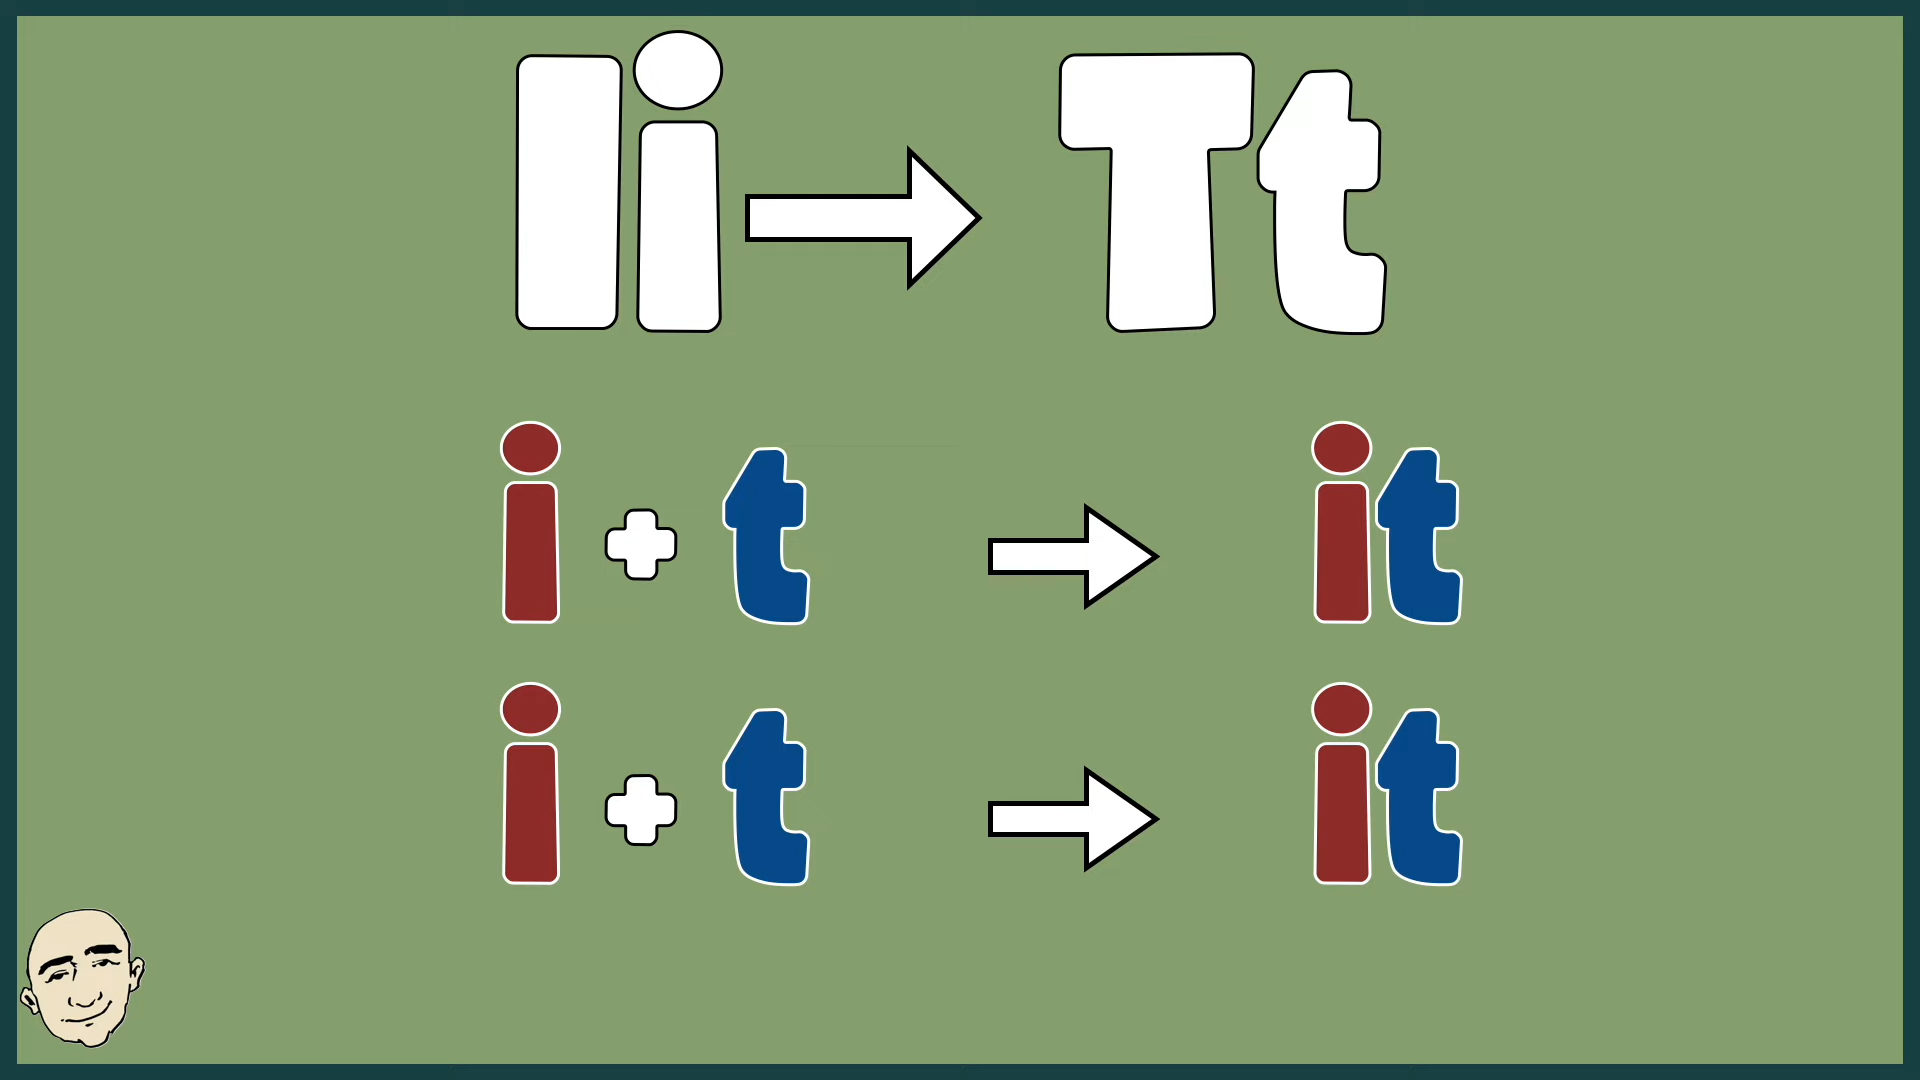 Ii → Tt
i + t → it
i + t → it